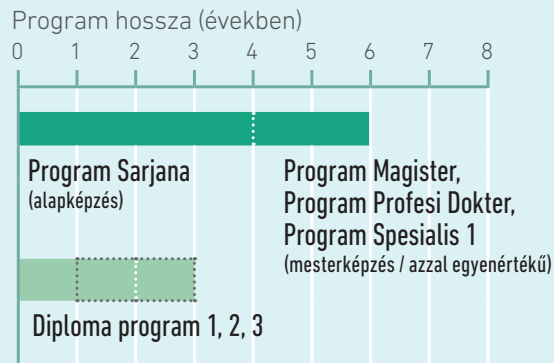 Program hossza (években)
0 1 2 3 4 5 6 7 8
Program Sarjana
(alapképzés)
Program Magister,
Program Profesi Dokter,
Program Spesialis 1
(mesterképzés / azzal egyenértékű)
Diploma program 1, 2, 3